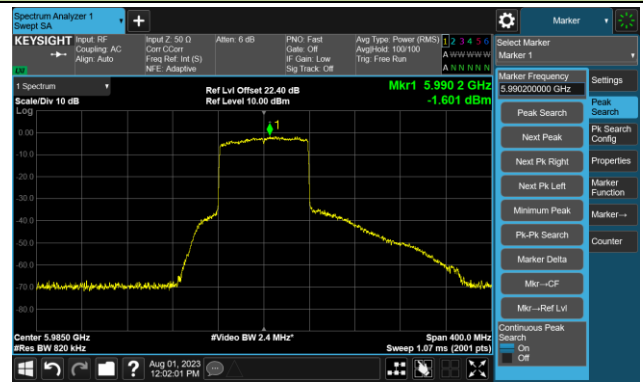 Spectrum Analyzer 1
Swept SA
Marker
KEYSIGHT
Input: RF
Coupling: AC
Align: Auto
Input Z: 50 Ω
Corr CCorr
Freq Ref: Int (S)
NFE: Adaptive
Atten: 6 dB
PNO: Fast
Gate: Off
IF Gain: Low
Sig Track: Off
Avg Type: Power (RMS)
Avg|Hold: 100/100
Trig: Free Run
1 2 3 4 5 6
A W W W W W
A N N N N N
LW
Select Marker
Marker 1
1 Spectrum
Scale/Div 10 dB
Log
Ref Lvl Offset 22.40 dB
Ref Level 10.00 dBm
Mkr1 5.990 2 GHz
-1.601 dBm
1
0.00
-10.0
-20.0
-30.0
-40.0
-50.0
-60.0
-70.0
-80.0
Center 5.9850 GHz
#Res BW 820 kHz
#Video BW 2.4 MHz*
Span 400.0 MHz
Sweep 1.07 ms (2001 pts)
Marker Frequency
5.990200000 GHz
Peak Search
Next Peak
Next Pk Right
Next Pk Left
Minimum Peak
Pk-Pk Search
Marker Delta
Mkr→CF
Mkr→Ref Lvl
Continuous Peak
Search
On
Off
Settings
Peak
Search
Pk Search
Config
Properties
Marker
Function
Marker→
Counter
Aug 01, 2023
12:02:01 PM